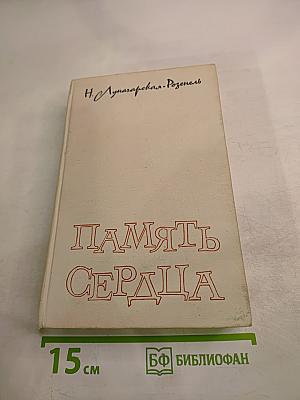 Н. Луначарская-Розенель
ПАМЯТЬ
СЕРДЦА
15 см
БФ БИБЛИОФАН